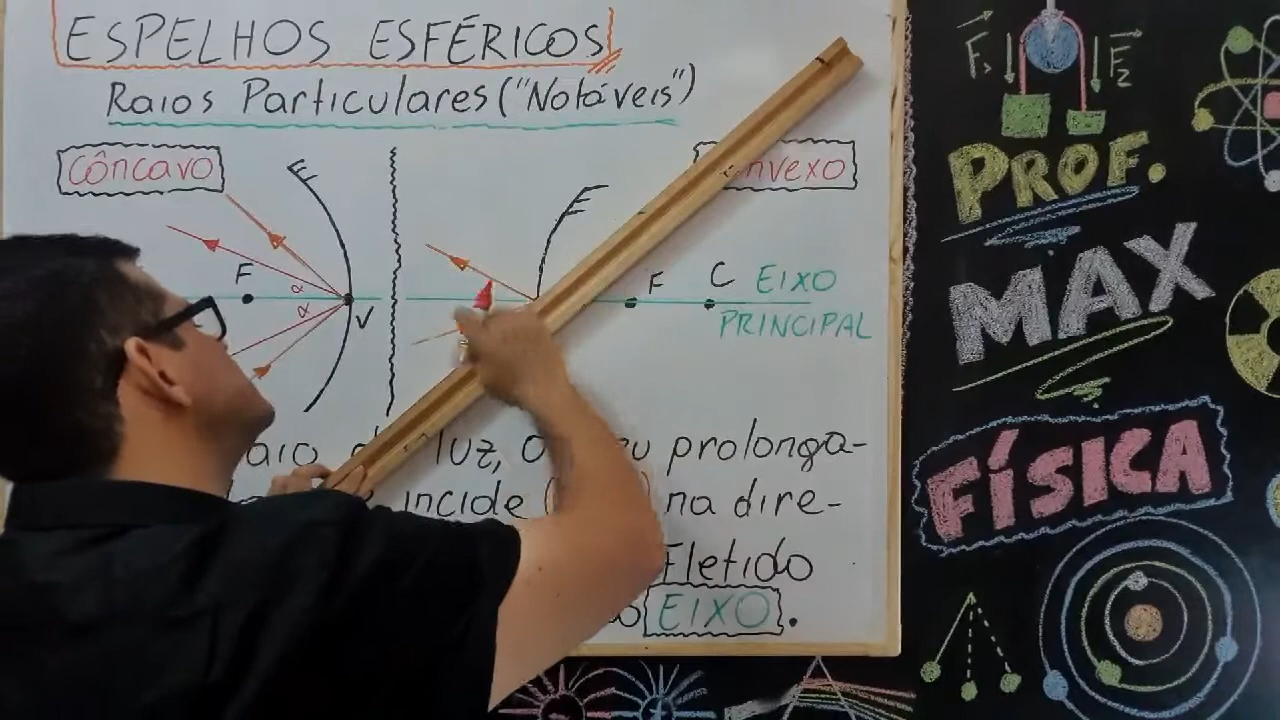 ESPELHOS ESFÉRICOS
Raios Particulares ("Notáveis")
Côncavo
E
E
F
α
α
V
F C EIXO
PRINCIPAL
luz, prolonga-
incide na dire-
EIXO.
F₁ F₂
PROF.
MAX
FÍSICA